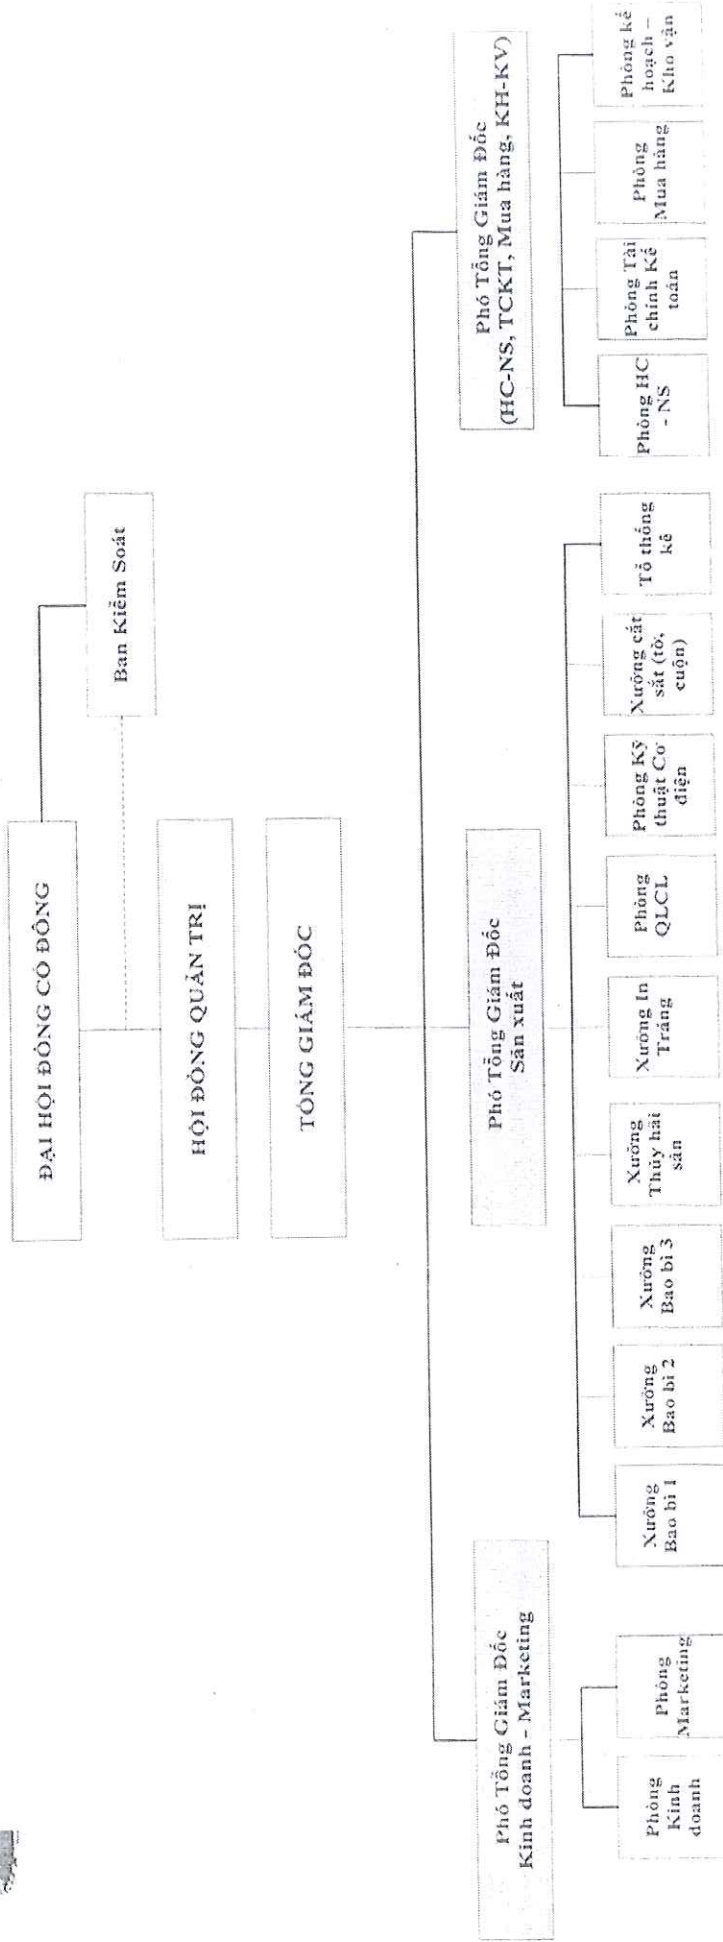 ĐẠI HỘI ĐỒNG CỔ ĐÔNG
Ban Kiểm Soát
HỘI ĐỒNG QUẢN TRỊ
TỔNG GIÁM ĐỐC
Phó Tổng Giám Đốc
Kinh doanh - Marketing
Phó Tổng Giám Đốc
Sản xuất
Phó Tổng Giám Đốc
(HC-NS, TCKT, Mua hàng, KH-KV)
Phòng
Kinh
doanh
Phòng
Marketing
Xưởng
Bao bì 1
Xưởng
Bao bì 2
Xưởng
Bao bì 3
Xưởng
Thủy hải
sản
Xưởng In
Tráng
Phòng
QLCL
Phòng Kỹ
thuật Cơ
điện
Xưởng cắt
sắt (tờ,
cuộn)
Tổ thống
kê
Phòng HC
- NS
Phòng Tài
chính Kế
toán
Phòng
Mua hàng
Phòng kế
hoạch –
Kho vận